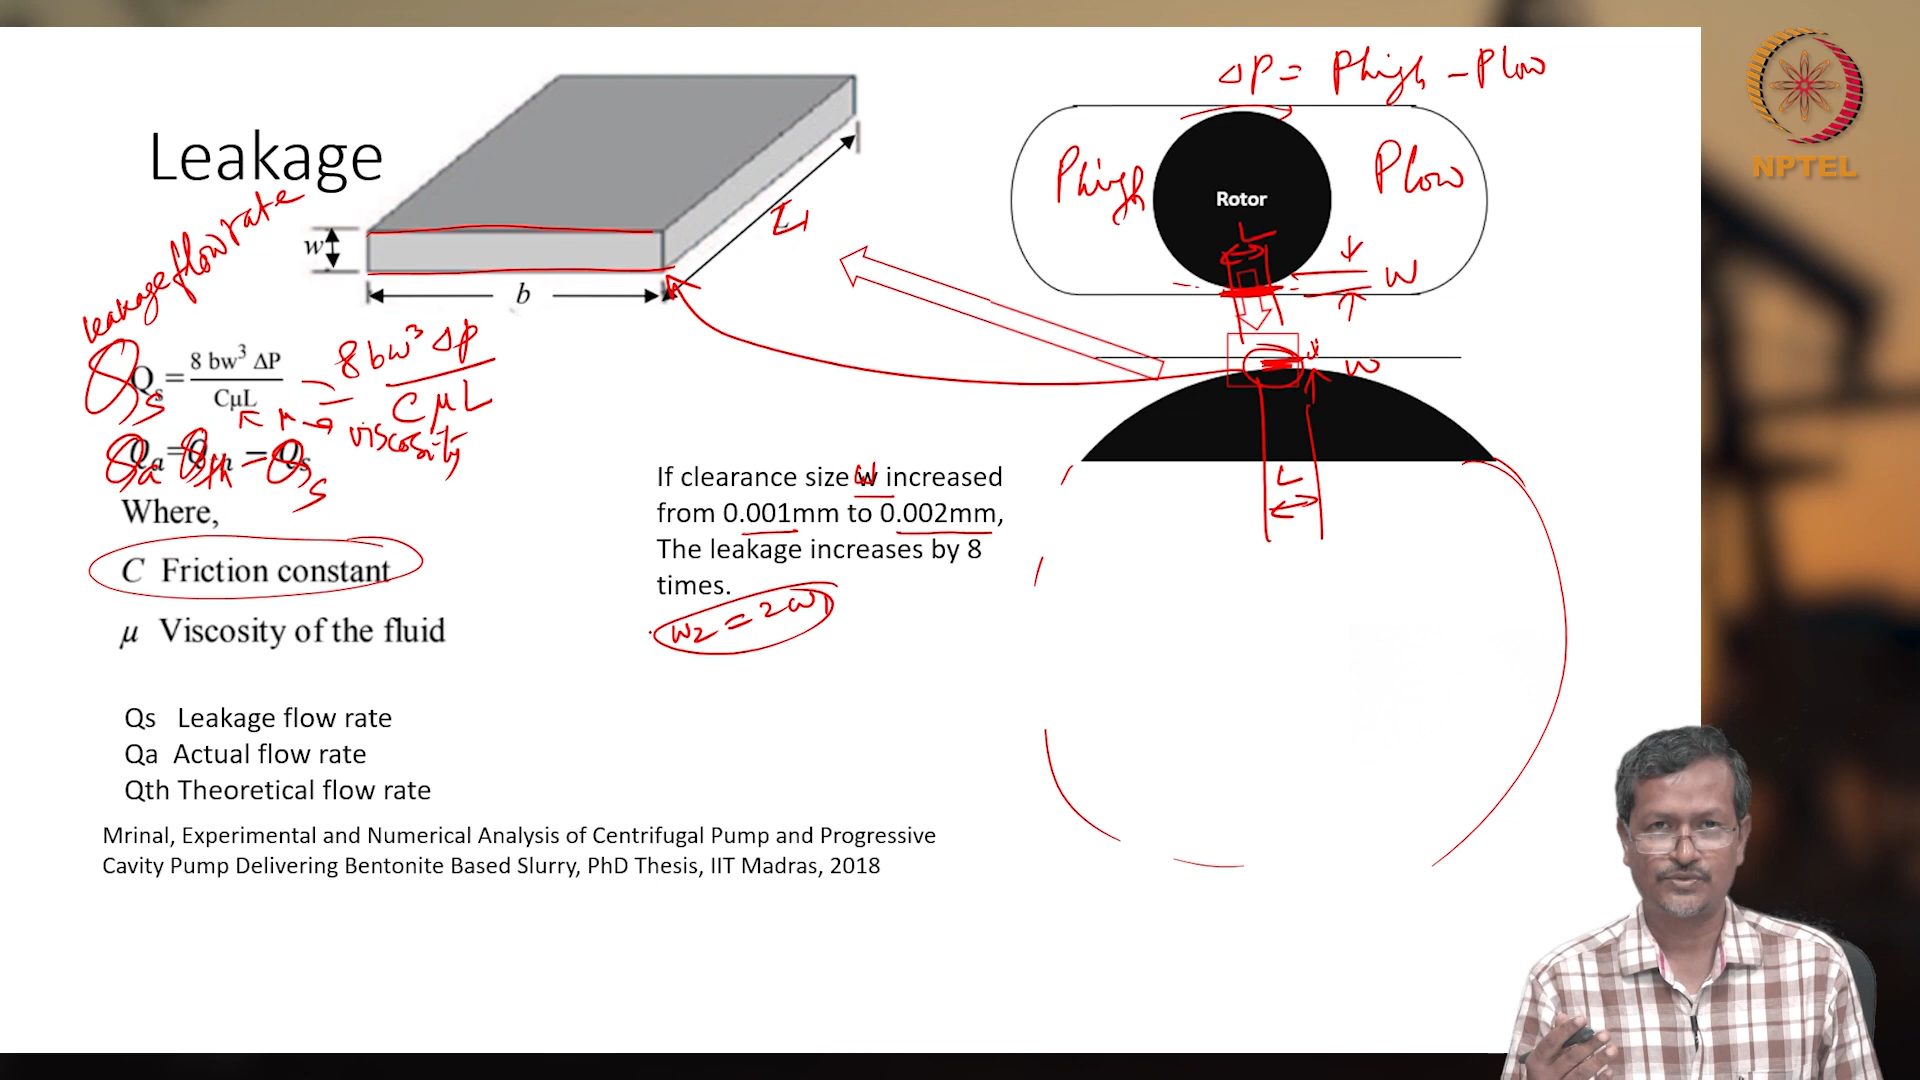 Leakage
leakage flow rate
w
b
L
Qs = 8 bw³ ΔP / CμL
= 8bw³ ΔP / CμL
μ → viscosity
Qa = Qth − Qs
Where,
C Friction constant
μ Viscosity of the fluid
Qs Leakage flow rate
Qa Actual flow rate
Qth Theoretical flow rate
Mrinal, Experimental and Numerical Analysis of Centrifugal Pump and Progressive
Cavity Pump Delivering Bentonite Based Slurry, PhD Thesis, IIT Madras, 2018
If clearance size w increased
from 0.001mm to 0.002mm,
The leakage increases by 8
times.
w2 = 2w1
ΔP = Phigh − Plow
Phigh
Rotor
Plow
L
w
w
L
NPTEL